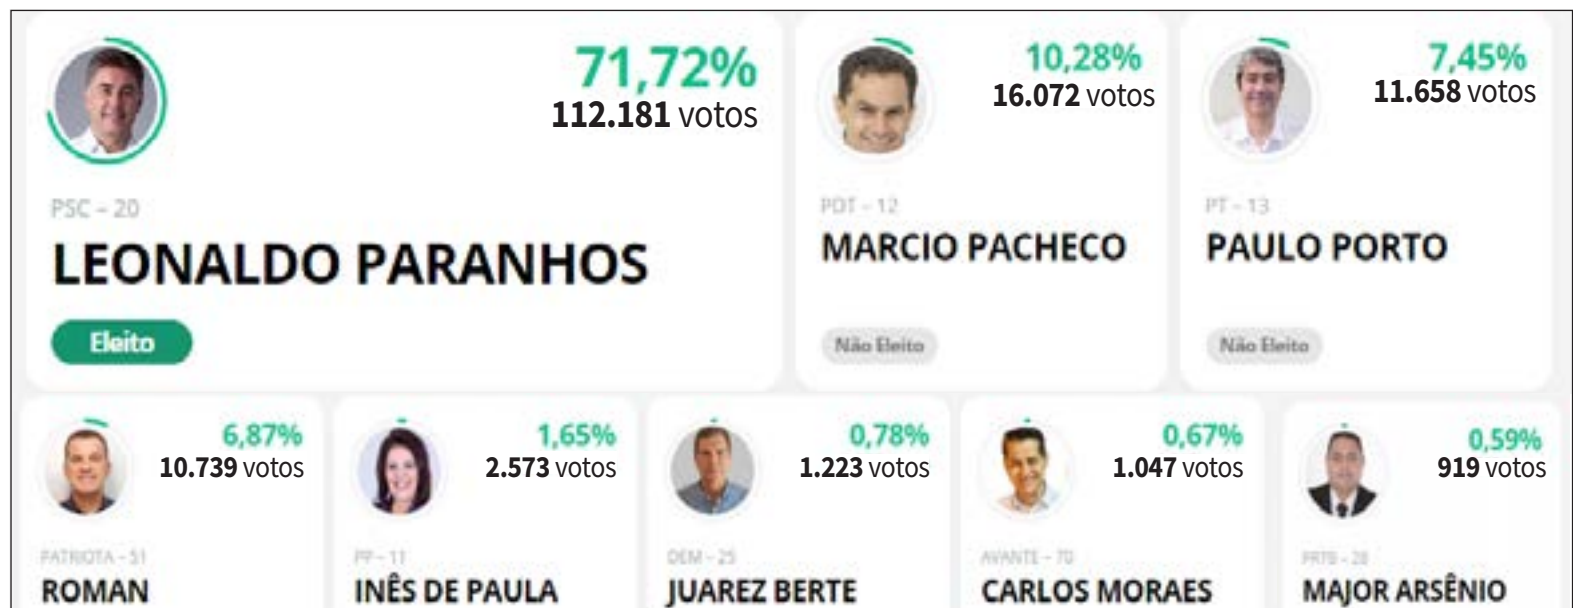 71,72%
112.181 votos
PSC – 20
LEONALDO PARANHOS
Eleito
10,28%
16.072 votos
PDT – 12
MARCIO PACHECO
Não Eleito
7,45%
11.658 votos
PT – 13
PAULO PORTO
Não Eleito
6,87%
10.739 votos
PATRIOTA – 51
ROMAN
1,65%
2.573 votos
PP – 11
INÊS DE PAULA
0,78%
1.223 votos
DEM – 25
JUAREZ BERTE
0,67%
1.047 votos
AVANTE – 70
CARLOS MORAES
0,59%
919 votos
PRTB – 28
MAJOR ARSÊNIO